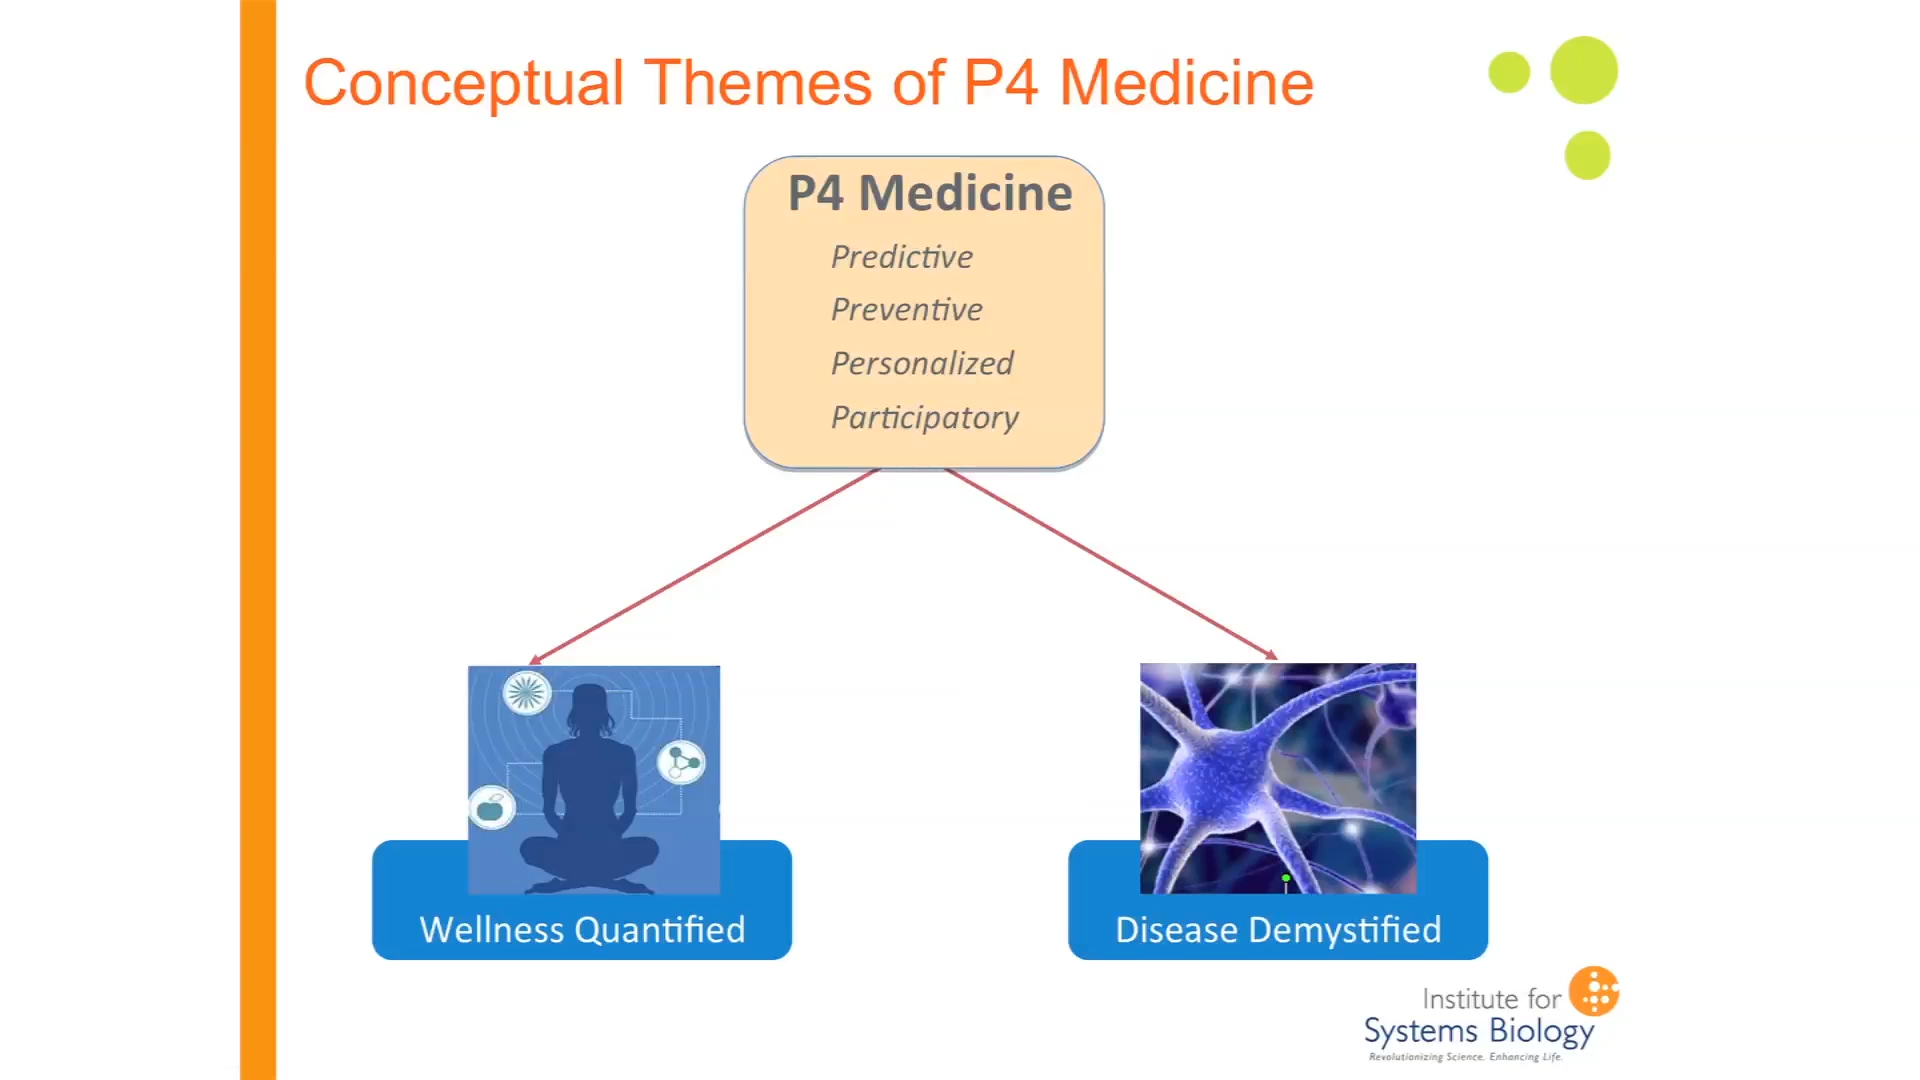 Conceptual Themes of P4 Medicine
P4 Medicine
Predictive
Preventive
Personalized
Participatory
Wellness Quantified
Disease Demystified
Institute for
Systems Biology
Revolutionizing Science. Enhancing Life.